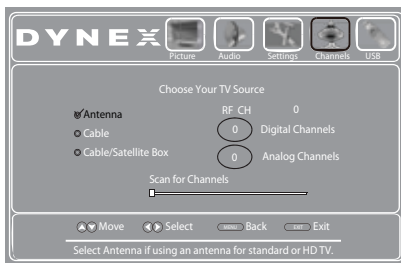 DYNEX
Picture Audio Settings Channels USB
Choose Your TV Source
Antenna RF CH 0
Cable 0 Digital Channels
Cable/Satellite Box 0 Analog Channels
Scan for Channels
Move Select MENU Back EXIT Exit
Select Antenna if using an antenna for standard or HD TV.